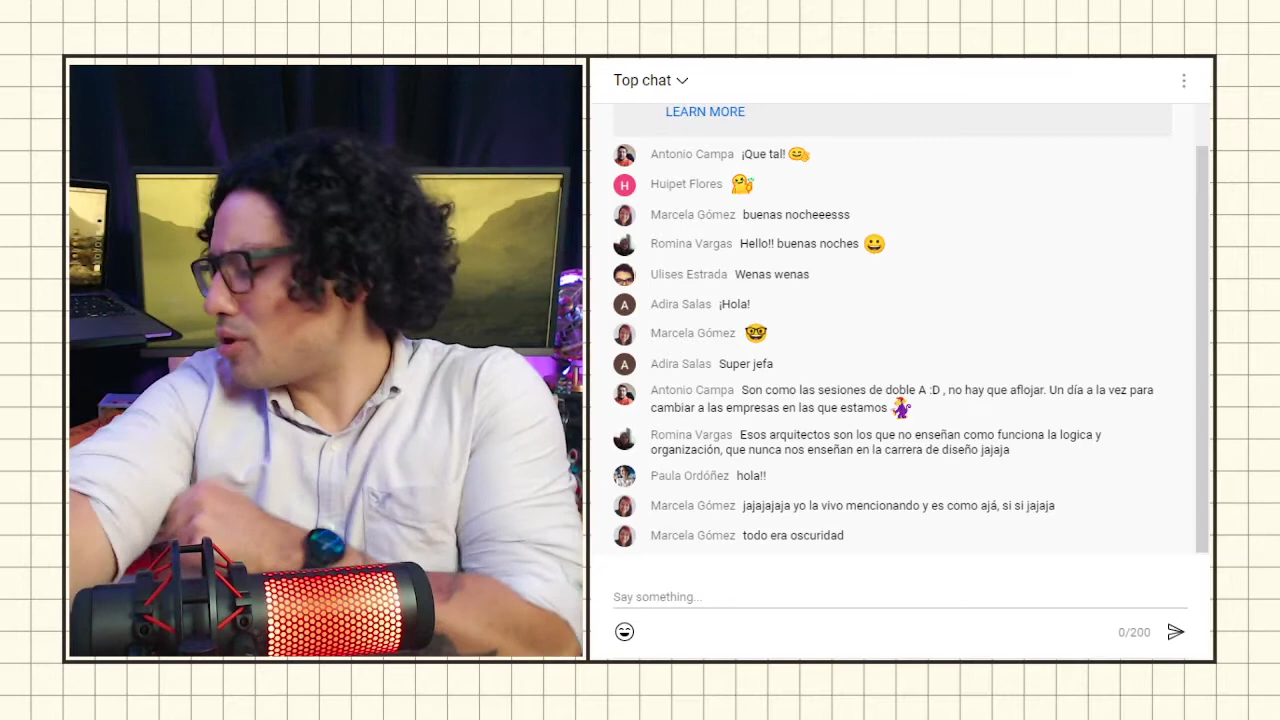 Top chat
LEARN MORE
Antonio Campa ¡Que tal!
H
Huipet Flores
Marcela Gómez buenas nocheeesss
Romina Vargas Hello!! buenas noches
Ulises Estrada Wenas wenas
A
Adira Salas ¡Hola!
Marcela Gómez
A
Adira Salas Super jefa
Antonio Campa Son como las sesiones de doble A :D , no hay que aflojar. Un día a la vez para
cambiar a las empresas en las que estamos
Romina Vargas Esos arquitectos son los que no enseñan como funciona la logica y
organización, que nunca nos enseñan en la carrera de diseño jajaja
Paula Ordóñez hola!!
Marcela Gómez jajajajaja yo la vivo mencionando y es como ajá, si si jajaja
Marcela Gómez todo era oscuridad
Say something...
0/200